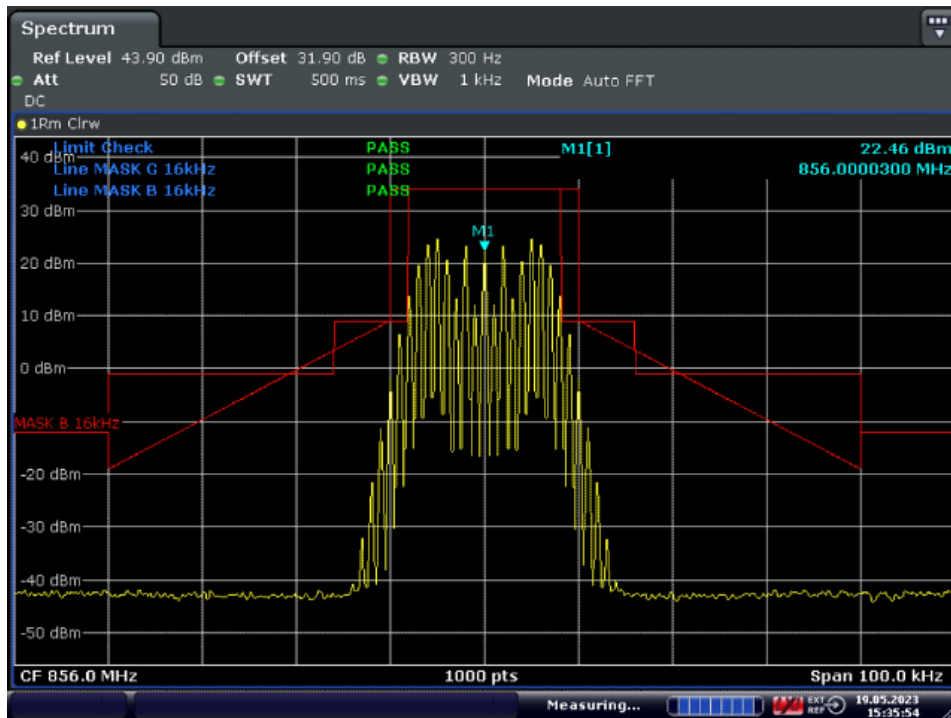 Spectrum
Ref Level 43.90 dBm Offset 31.90 dB RBW 300 Hz
Att 50 dB SWT 500 ms VBW 1 kHz Mode Auto FFT
DC
1Rm Clrw
Limit Check PASS M1[1] 22.46 dBm
40 dBm
Line MASK G 16kHz PASS 856.0000300 MHz
Line MASK B 16kHz PASS
30 dBm
M1
20 dBm
10 dBm
0 dBm
MASK B 16kHz
-20 dBm
-30 dBm
-40 dBm
-50 dBm
CF 856.0 MHz 1000 pts Span 100.0 kHz
Measuring... EXT REF 19.05.2023
15:35:54